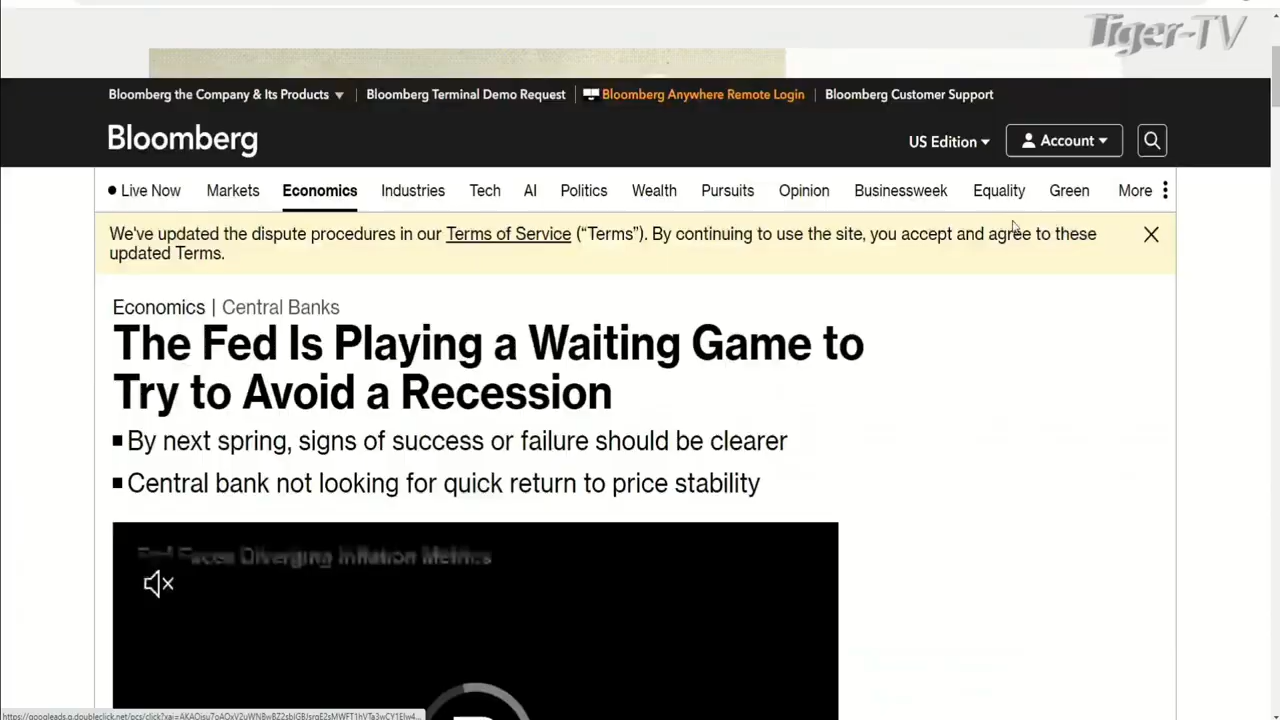 Tiger-TV
Bloomberg the Company & Its Products
Bloomberg Terminal Demo Request
Bloomberg Anywhere Remote Login
Bloomberg Customer Support
Bloomberg
US Edition
Account
Live Now
Markets
Economics
Industries
Tech
AI
Politics
Wealth
Pursuits
Opinion
Businessweek
Equality
Green
More
We've updated the dispute procedures in our Terms of Service (“Terms”). By continuing to use the site, you accept and agree to these
updated Terms.
Economics | Central Banks
The Fed Is Playing a Waiting Game to
Try to Avoid a Recession
By next spring, signs of success or failure should be clearer
Central bank not looking for quick return to price stability
Fed Faces Diverging Inflation Metrics